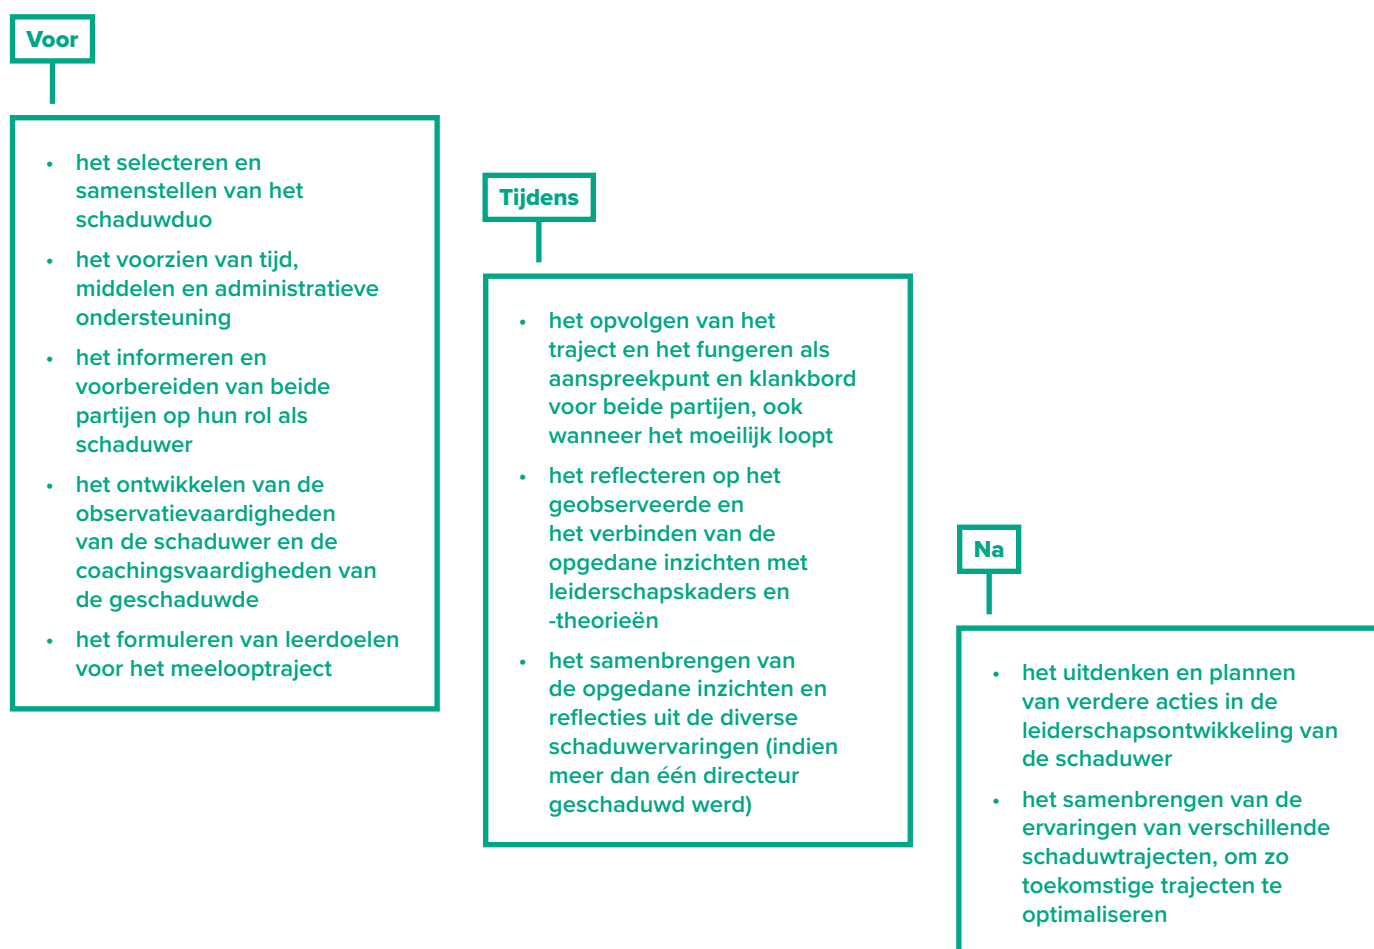 Voor
• het selecteren en
samenstellen van het
schaduwduo
• het voorzien van tijd,
middelen en administratieve
ondersteuning
• het informeren en
voorbereiden van beide
partijen op hun rol als
schaduwer
• het ontwikkelen van de
observatievaardigheden
van de schaduwer en de
coachingsvaardigheden van
de geschaduwde
• het formuleren van leerdoelen
voor het meelooptraject
Tijdens
• het opvolgen van het
traject en het fungeren als
aanspreekpunt en klankbord
voor beide partijen, ook
wanneer het moeilijk loopt
• het reflecteren op het
geobserveerde en
het verbinden van de
opgedane inzichten met
leiderschapskaders en
-theorieën
• het samenbrengen van
de opgedane inzichten en
reflecties uit de diverse
schaduwervaringen (indien
meer dan één directeur
geschaduwd werd)
Na
• het uitdenken en plannen
van verdere acties in de
leiderschapsontwikkeling van
de schaduwer
• het samenbrengen van de
ervaringen van verschillende
schaduwtrajecten, om zo
toekomstige trajecten te
optimaliseren